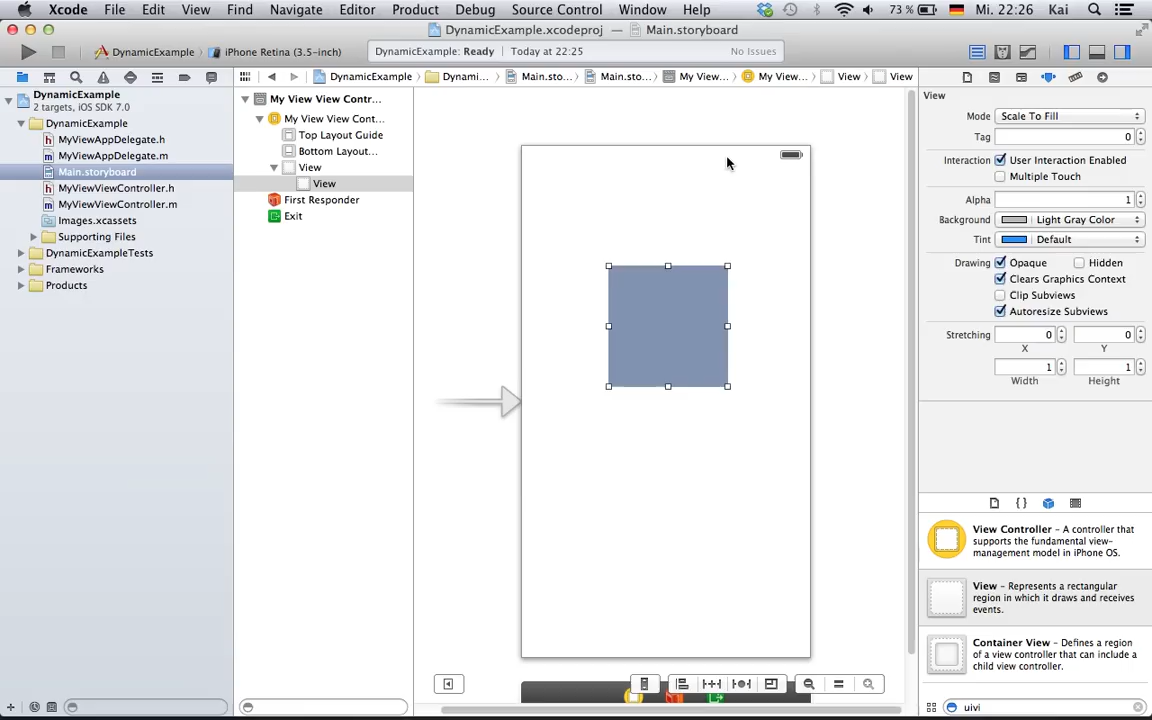 Xcode File Edit View Find Navigate Editor Product Debug Source Control Window Help 73 % Mi. 22:26 Kai
DynamicExample.xcodeproj — Main.storyboard
DynamicExample iPhone Retina (3.5-inch) DynamicExample: Ready Today at 22:25 No Issues
DynamicExample Dynami... Main.sto... Main.sto... My View... My View... View View
DynamicExample
2 targets, iOS SDK 7.0
DynamicExample
MyViewAppDelegate.h
MyViewAppDelegate.m
Main.storyboard
MyViewViewController.h
MyViewViewController.m
Images.xcassets
Supporting Files
DynamicExampleTests
Frameworks
Products
My View View Contr...
My View View Cont...
Top Layout Guide
Bottom Layout...
View
View
First Responder
Exit
View
Mode Scale To Fill
Tag 0
Interaction User Interaction Enabled
Multiple Touch
Alpha 1
Background Light Gray Color
Tint Default
Drawing Opaque Hidden
Clears Graphics Context
Clip Subviews
Autoresize Subviews
Stretching 0 0
X Y
1 1
Width Height
View Controller - A controller that
supports the fundamental view-
management model in iPhone OS.
View - Represents a rectangular
region in which it draws and receives
events.
Container View - Defines a region
of a view controller that can include a
child view controller.
uivi